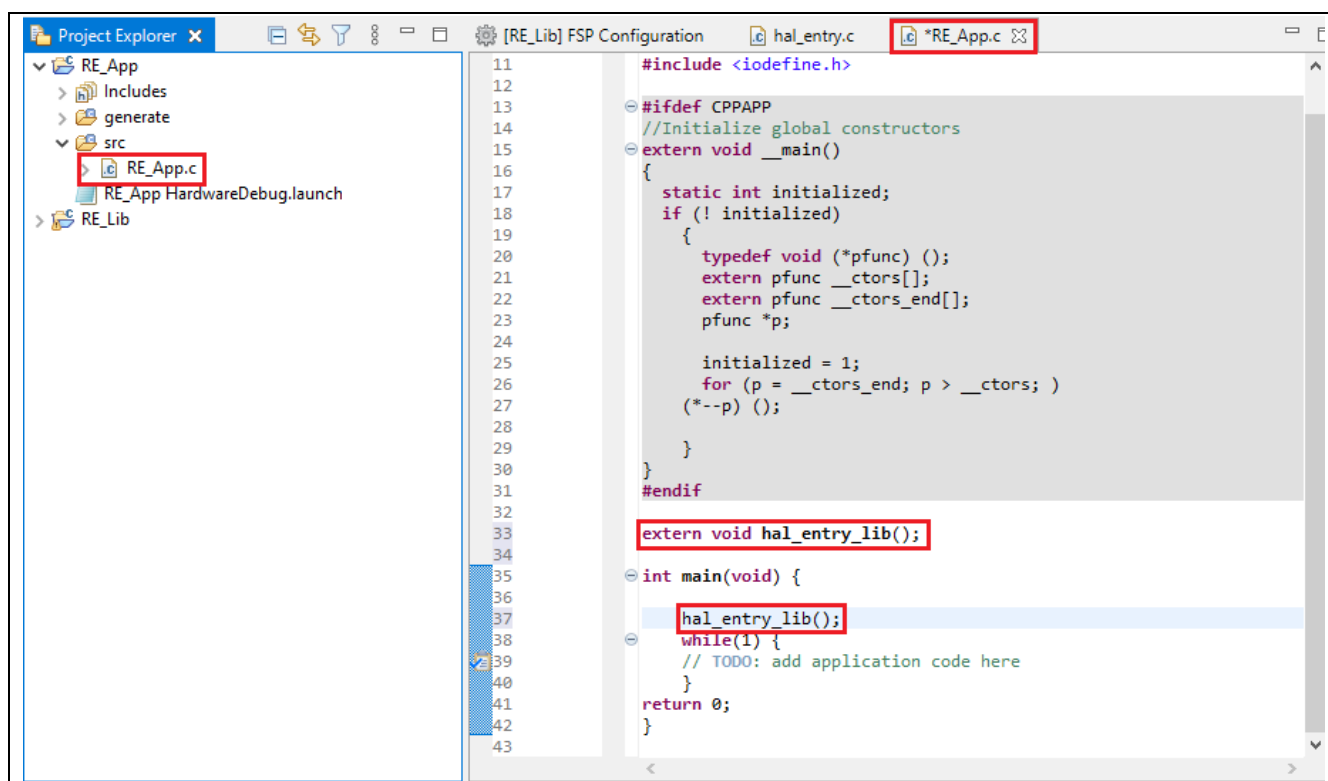 Project Explorer
RE_App
Includes
generate
src
RE_App.c
RE_App HardwareDebug.launch
RE_Lib
[RE_Lib] FSP Configuration
hal_entry.c
*RE_App.c
11 #include <iodefine.h>
12
13 #ifdef CPPAPP
14 //Initialize global constructors
15 extern void __main()
16 {
17   static int initialized;
18   if (! initialized)
19     {
20       typedef void (*pfunc) ();
21       extern pfunc __ctors[];
22       extern pfunc __ctors_end[];
23       pfunc *p;
24
25       initialized = 1;
26       for (p = __ctors_end; p > __ctors; )
27     (*--p) ();
28
29     }
30 }
31 #endif
32
33 extern void hal_entry_lib();
34
35 int main(void) {
36
37     hal_entry_lib();
38     while(1) {
39     // TODO: add application code here
40     }
41 return 0;
42 }
43